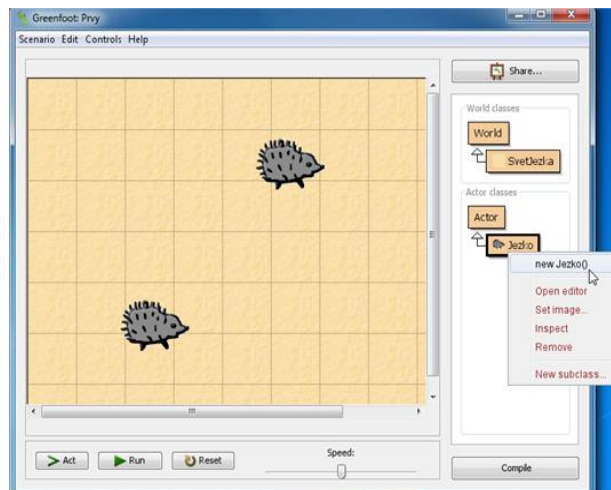 Greenfoot: Prvy
Scenario Edit Controls Help
Share...
World classes
World
SvetJezka
Actor classes
Actor
Jezko
new Jezko()
Open editor
Set image...
Inspect
Remove
New subclass...
Act
Run
Reset
Speed:
Compile